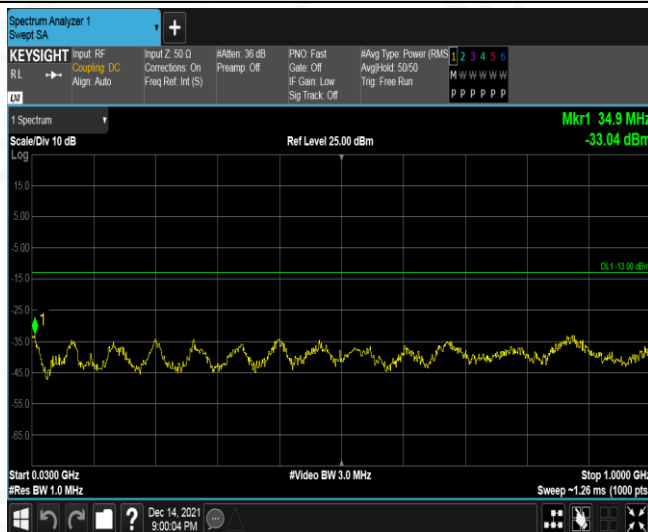 Spectrum Analyzer 1
Swept SA
KEYSIGHT
RL
Input: RF
Coupling: DC
Align: Auto
Input Z: 50 Ω
Corrections: On
Freq Ref: Int (S)
#Atten: 36 dB
Preamp: Off
PNO: Fast
Gate: Off
IF Gain: Low
Sig Track: Off
#Avg Type: Power (RMS
Avg|Hold: 50/50
Trig: Free Run
1 2 3 4 5 6
M W W W W W
P P P P P P
1 Spectrum
Mkr1 34.9 MHz
-33.04 dBm
Scale/Div 10 dB
Ref Level 25.00 dBm
Log
15.0
5.00
-5.00
DL1 -13.00 dBm
-15.0
-25.0
1
-35.0
-45.0
-55.0
-65.0
Start 0.0300 GHz
#Video BW 3.0 MHz
Stop 1.0000 GHz
#Res BW 1.0 MHz
Sweep ~1.26 ms (1000 pts
?
Dec 14, 2021
9:00:04 PM